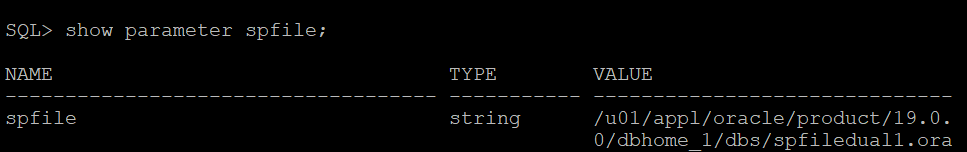 SQL> show parameter spfile;
NAME                                 TYPE        VALUE
------------------------------------ ----------- ------------------------------
spfile                               string      /u01/appl/oracle/product/19.0.
                                                 0/dbhome_1/dbs/spfiledual1.ora